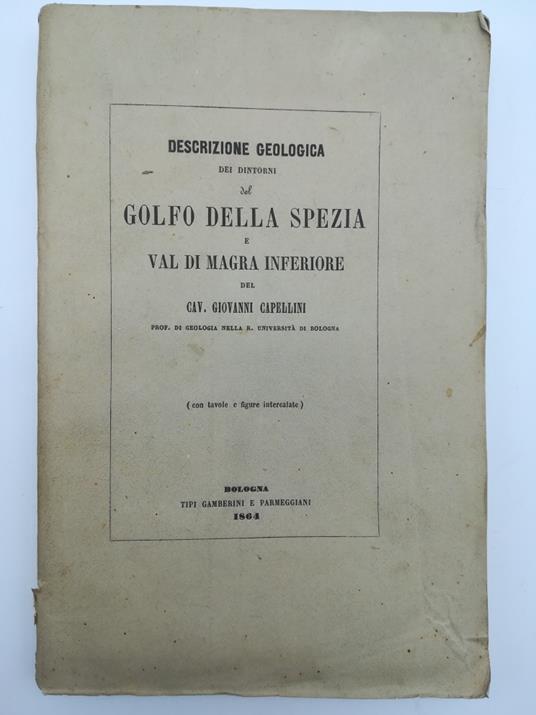 DESCRIZIONE GEOLOGICA
DEI DINTORNI
del
GOLFO DELLA SPEZIA
E
VAL DI MAGRA INFERIORE
DEL
CAV. GIOVANNI CAPELLINI
PROF. DI GEOLOGIA NELLA R. UNIVERSITÀ DI BOLOGNA
(con tavole e figure intercalate)
BOLOGNA
TIPI GAMBERINI E PARMEGGIANI
1864